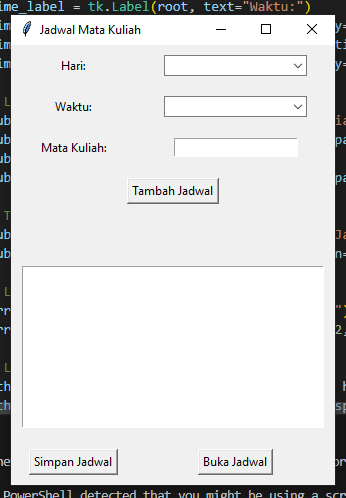 ime_label = tk.Label(root, text="Waktu:")
Jadwal Mata Kuliah
Hari:
Waktu:
Mata Kuliah:
Tambah Jadwal
Simpan Jadwal
Buka Jadwal
PowerShell detected that you might be using a scr